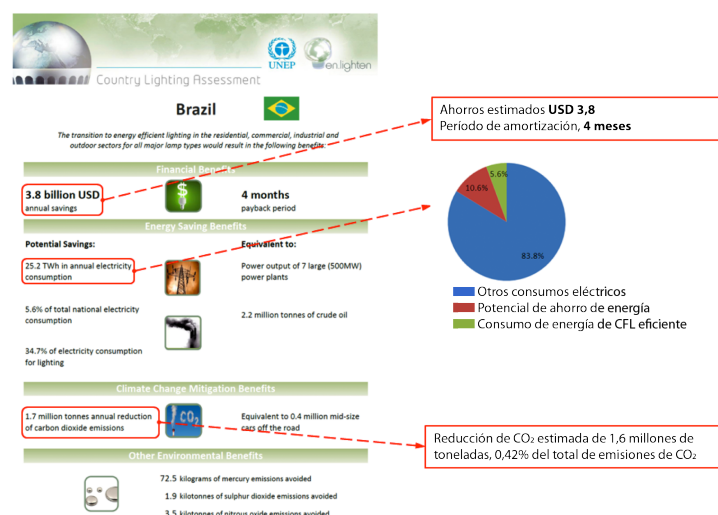 UNEP
en.lighten
Country Lighting Assessment
Brazil
The transition to energy efficient lighting in the residential, commercial, industrial and
outdoor sectors for all major lamp types would result in the following benefits:
Financial Benefits
3.8 billion USD
annual savings
4 months
payback period
Energy Saving Benefits
Potential Savings:
Equivalent to:
25.2 TWh in annual electricity
consumption
Power output of 7 large (500MW)
power plants
5.6% of total national electricity
consumption
2.2 million tonnes of crude oil
34.7% of electricity consumption
for lighting
Climate Change Mitigation Benefits
1.7 million tonnes annual reduction
of carbon dioxide emissions
CO2
Equivalent to 0.4 million mid-size
cars off the road
Other Environmental Benefits
72.5 kilograms of mercury emissions avoided
1.9 kilotonnes of sulphur dioxide emissions avoided
3.5 kilotonnes of nitrous oxide emissions avoided
Ahorros estimados USD 3,8
Período de amortización, 4 meses
5.6%
10.6%
83.8%
Otros consumos eléctricos
Potencial de ahorro de energía
Consumo de energía de CFL eficiente
Reducción de CO₂ estimada de 1,6 millones de
toneladas, 0,42% del total de emisiones de CO₂